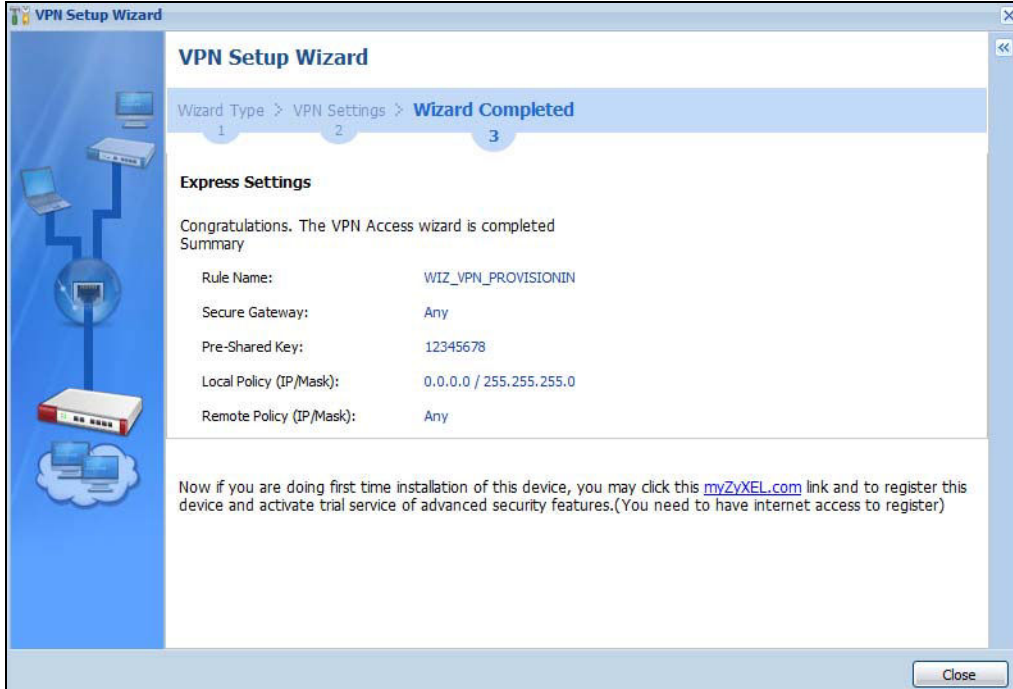 VPN Setup Wizard
VPN Setup Wizard
Wizard Type > VPN Settings > Wizard Completed
1 2 3
Express Settings
Congratulations. The VPN Access wizard is completed
Summary
Rule Name: WIZ_VPN_PROVISIONIN
Secure Gateway: Any
Pre-Shared Key: 12345678
Local Policy (IP/Mask): 0.0.0.0 / 255.255.255.0
Remote Policy (IP/Mask): Any
Now if you are doing first time installation of this device, you may click this myZyXEL.com link and to register this
device and activate trial service of advanced security features.(You need to have internet access to register)
Close